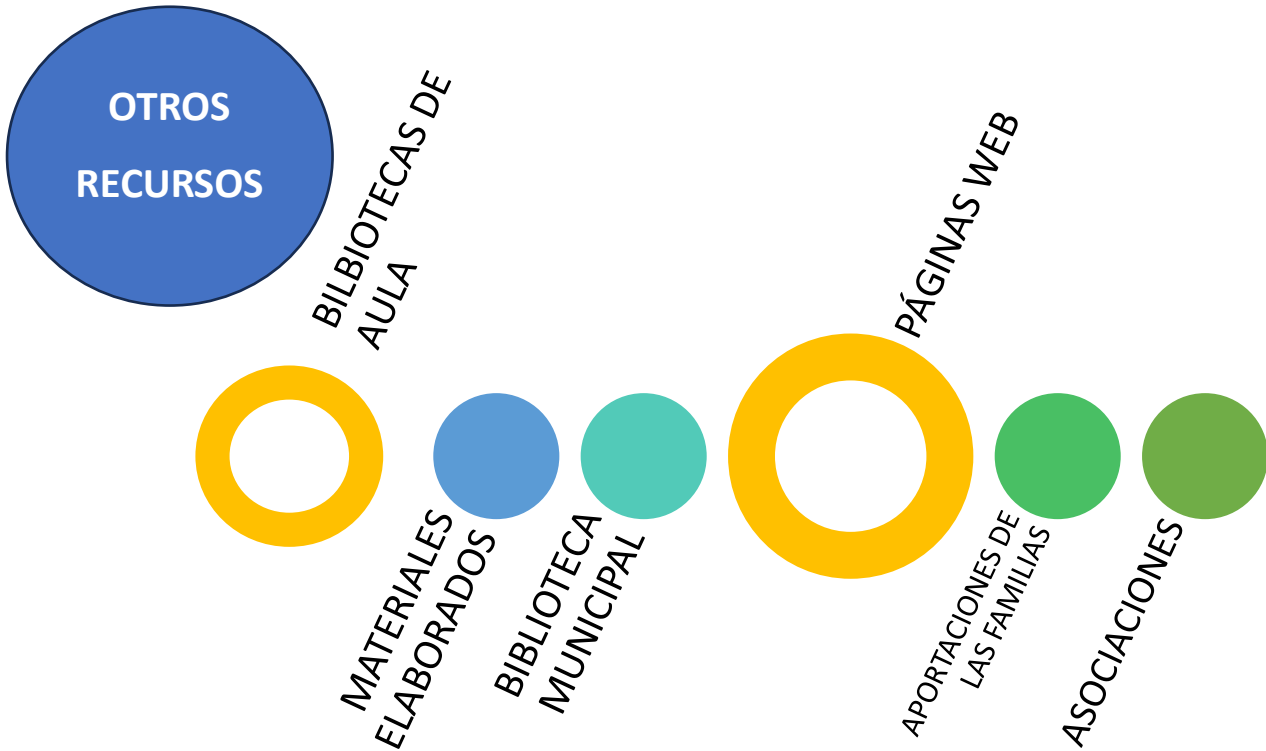 OTROS
RECURSOS
BILBIOTECAS DE
AULA
MATERIALES
ELABORADOS
BIBLIOTECA
MUNICIPAL
PÁGINAS WEB
APORTACIONES DE
LAS FAMILIAS
ASOCIACIONES